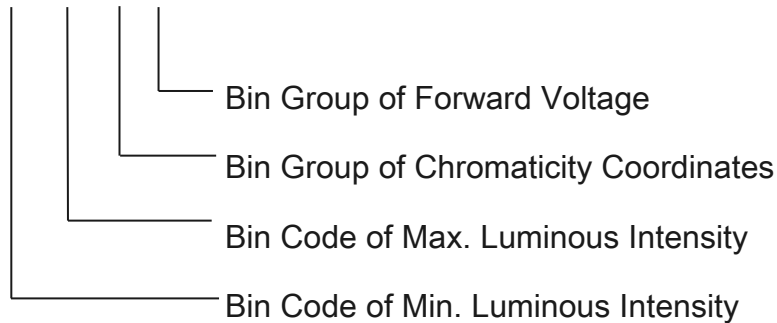 Bin Group of Forward Voltage
Bin Group of Chromaticity Coordinates
Bin Code of Max. Luminous Intensity
Bin Code of Min. Luminous Intensity